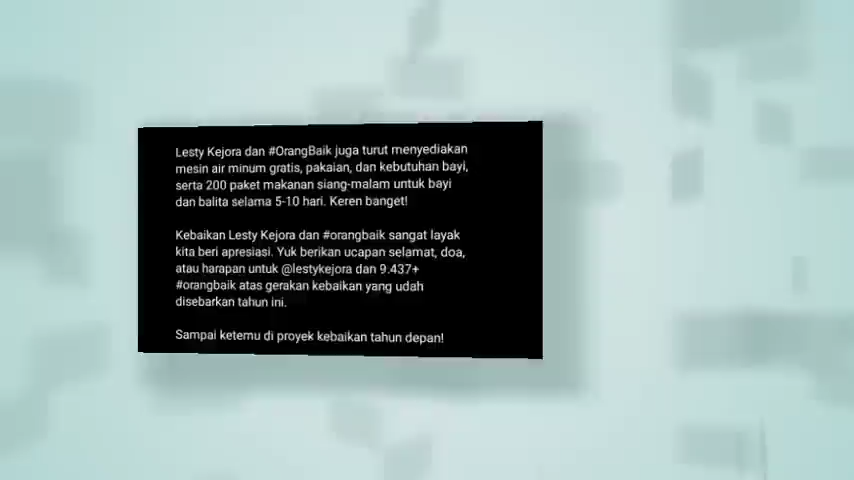 Lesty Kejora dan #OrangBaik juga turut menyediakan
mesin air minum gratis, pakaian, dan kebutuhan bayi,
serta 200 paket makanan siang-malam untuk bayi
dan balita selama 5-10 hari. Keren banget!
Kebaikan Lesty Kejora dan #orangbaik sangat layak
kita beri apresiasi. Yuk berikan ucapan selamat, doa,
atau harapan untuk @lestykejora dan 9.437+
#orangbaik atas gerakan kebaikan yang udah
disebarkan tahun ini.
Sampai ketemu di proyek kebaikan tahun depan!